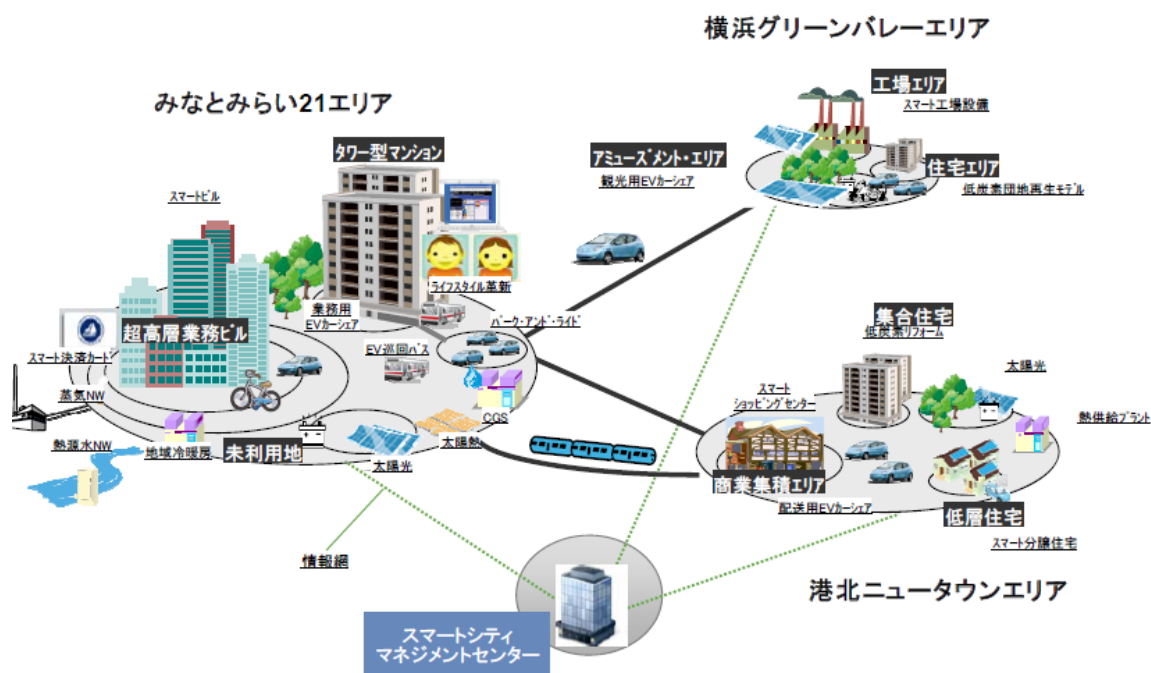 横浜グリーンバレーエリア
みなとみらい21エリア
工場エリア
スマート工場設備
タワー型マンション
アミューズメント・エリア
観光用EVカーシェア
住宅エリア
低炭素団地再生モデル
スマートビル
ライフスタイル革新
業務用
EVカーシェア
パーク・アンド・ライド
超高層業務ビル
スマート決済カード
EV巡回バス
集合住宅
低炭素リフォーム
太陽光
スマート
ショッピングセンター
蒸気NW
CGS
熱供給プラント
熱源水NW
地域冷暖房
未利用地
太陽熱
太陽光
商業集積エリア
配送用EVカーシェア
低層住宅
スマート分譲住宅
情報網
港北ニュータウンエリア
スマートシティ
マネジメントセンター